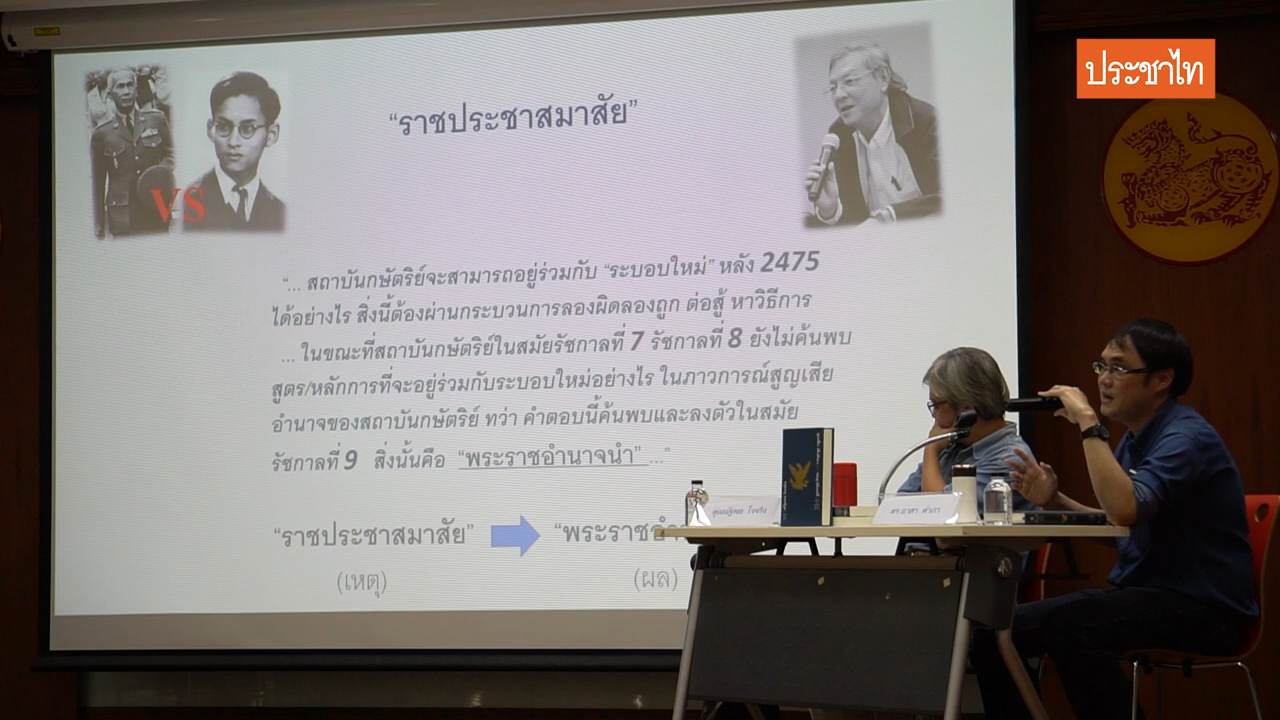 ประชาไท
"ราชประชาสมาสัย"
VS
"... สถาบันกษัตริย์จะสามารถอยู่ร่วมกับ "ระบอบใหม่" หลัง 2475
ได้อย่างไร สิ่งนี้ต้องผ่านกระบวนการลองผิดลองถูก ต่อสู้ หาวิธีการ
... ในขณะที่สถาบันกษัตริย์ในสมัยรัชกาลที่ 7 รัชกาลที่ 8 ยังไม่ค้นพบ
สูตร/หลักการที่จะอยู่ร่วมกับระบอบใหม่อย่างไร ในภาวการณ์สูญเสีย
อำนาจของสถาบันกษัตริย์ ทว่า คำตอบนี้ค้นพบและลงตัวในสมัย
รัชกาลที่ 9 สิ่งนั้นคือ "พระราชอำนาจนำ" ..."
"ราชประชาสมาสัย"
"พระราชอำ
(เหตุ)
(ผล)